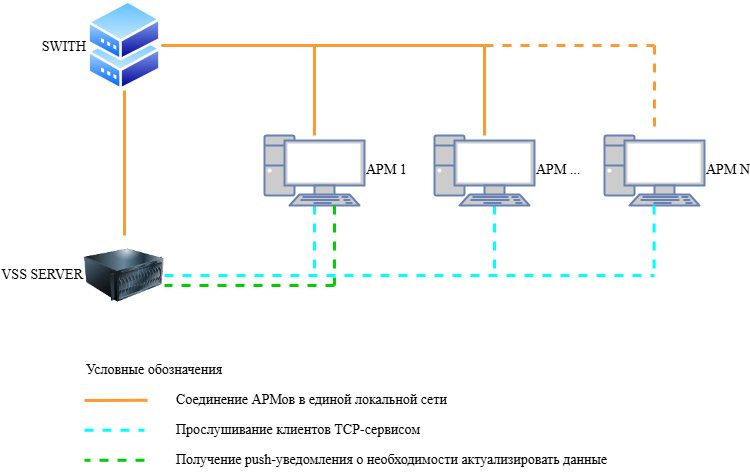 SWITH
АРМ 1
АРМ ...
АРМ N
VSS SERVER
Условные обозначения
Соединение АРМов в единой локальной сети
Прослушивание клиентов TCP-сервисом
Получение push-уведомления о необходимости актуализировать данные